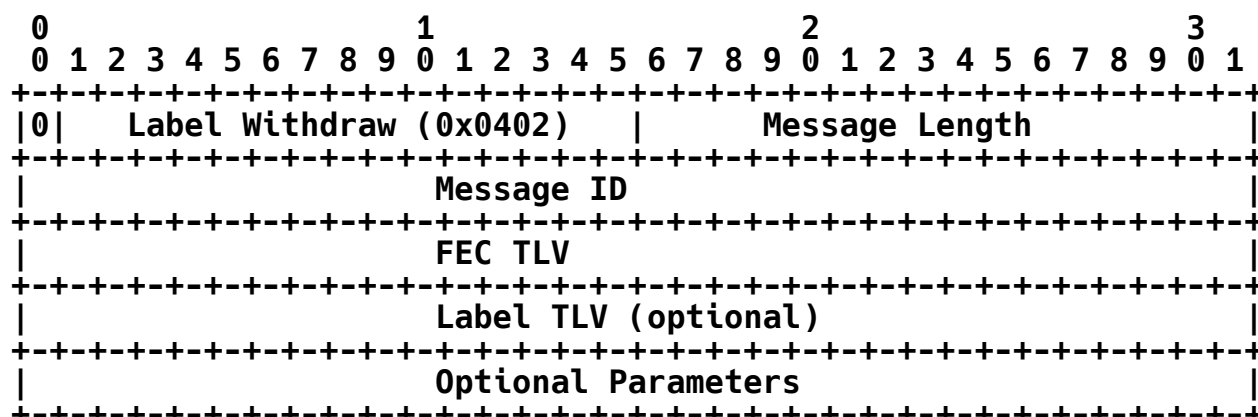 0                   1                   2                   3
 0 1 2 3 4 5 6 7 8 9 0 1 2 3 4 5 6 7 8 9 0 1 2 3 4 5 6 7 8 9 0 1
+-+-+-+-+-+-+-+-+-+-+-+-+-+-+-+-+-+-+-+-+-+-+-+-+-+-+-+-+-+-+-+-+
|0|   Label Withdraw (0x0402)   |      Message Length           |
+-+-+-+-+-+-+-+-+-+-+-+-+-+-+-+-+-+-+-+-+-+-+-+-+-+-+-+-+-+-+-+-+
|                     Message ID                                |
+-+-+-+-+-+-+-+-+-+-+-+-+-+-+-+-+-+-+-+-+-+-+-+-+-+-+-+-+-+-+-+-+
|                     FEC TLV                                   |
+-+-+-+-+-+-+-+-+-+-+-+-+-+-+-+-+-+-+-+-+-+-+-+-+-+-+-+-+-+-+-+-+
|                     Label TLV (optional)                      |
+-+-+-+-+-+-+-+-+-+-+-+-+-+-+-+-+-+-+-+-+-+-+-+-+-+-+-+-+-+-+-+-+
|                     Optional Parameters                       |
+-+-+-+-+-+-+-+-+-+-+-+-+-+-+-+-+-+-+-+-+-+-+-+-+-+-+-+-+-+-+-+-+